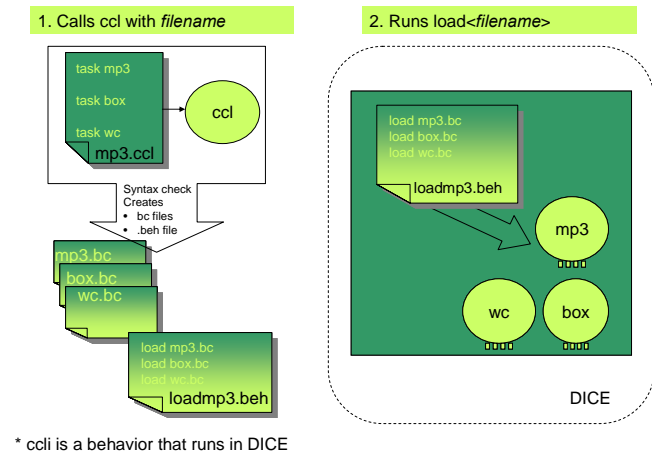 1. Calls ccl with filename
task mp3
task box
task wc
mp3.ccl
ccl
Syntax check
Creates
• bc files
• .beh file
mp3.bc
box.bc
wc.bc
load mp3.bc
load box.bc
load wc.bc
loadmp3.beh
* ccli is a behavior that runs in DICE
2. Runs load<filename>
load mp3.bc
load box.bc
load wc.bc
loadmp3.beh
mp3
wc
box
DICE